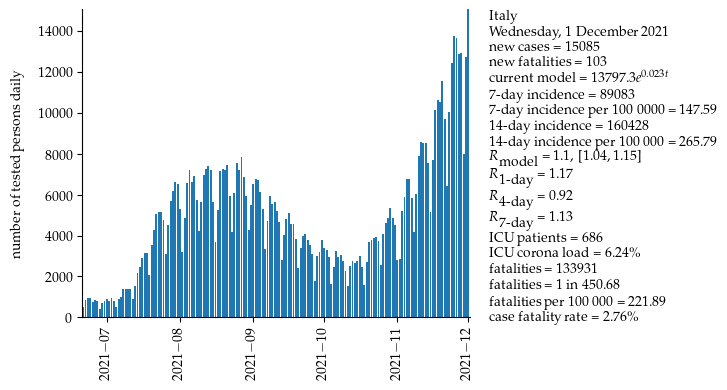 14000
12000
10000
8000
6000
4000
2000
0
number of tested persons daily
2021−07
2021−08
2021−09
2021−10
2021−11
2021−12
Italy
Wednesday, 1 December 2021
new cases = 15085
new fatalities = 103
current model = 13797.3e^0.023t
7-day incidence = 89083
7-day incidence per 100 0000 = 147.59
14-day incidence = 160428
14-day incidence per 100 000 = 265.79
R_model = 1.1, [1.04, 1.15]
R_1-day = 1.17
R_4-day = 0.92
R_7-day = 1.13
ICU patients = 686
ICU corona load = 6.24%
fatalities = 133931
fatalities = 1 in 450.68
fatalities per 100 000 = 221.89
case fatality rate = 2.76%